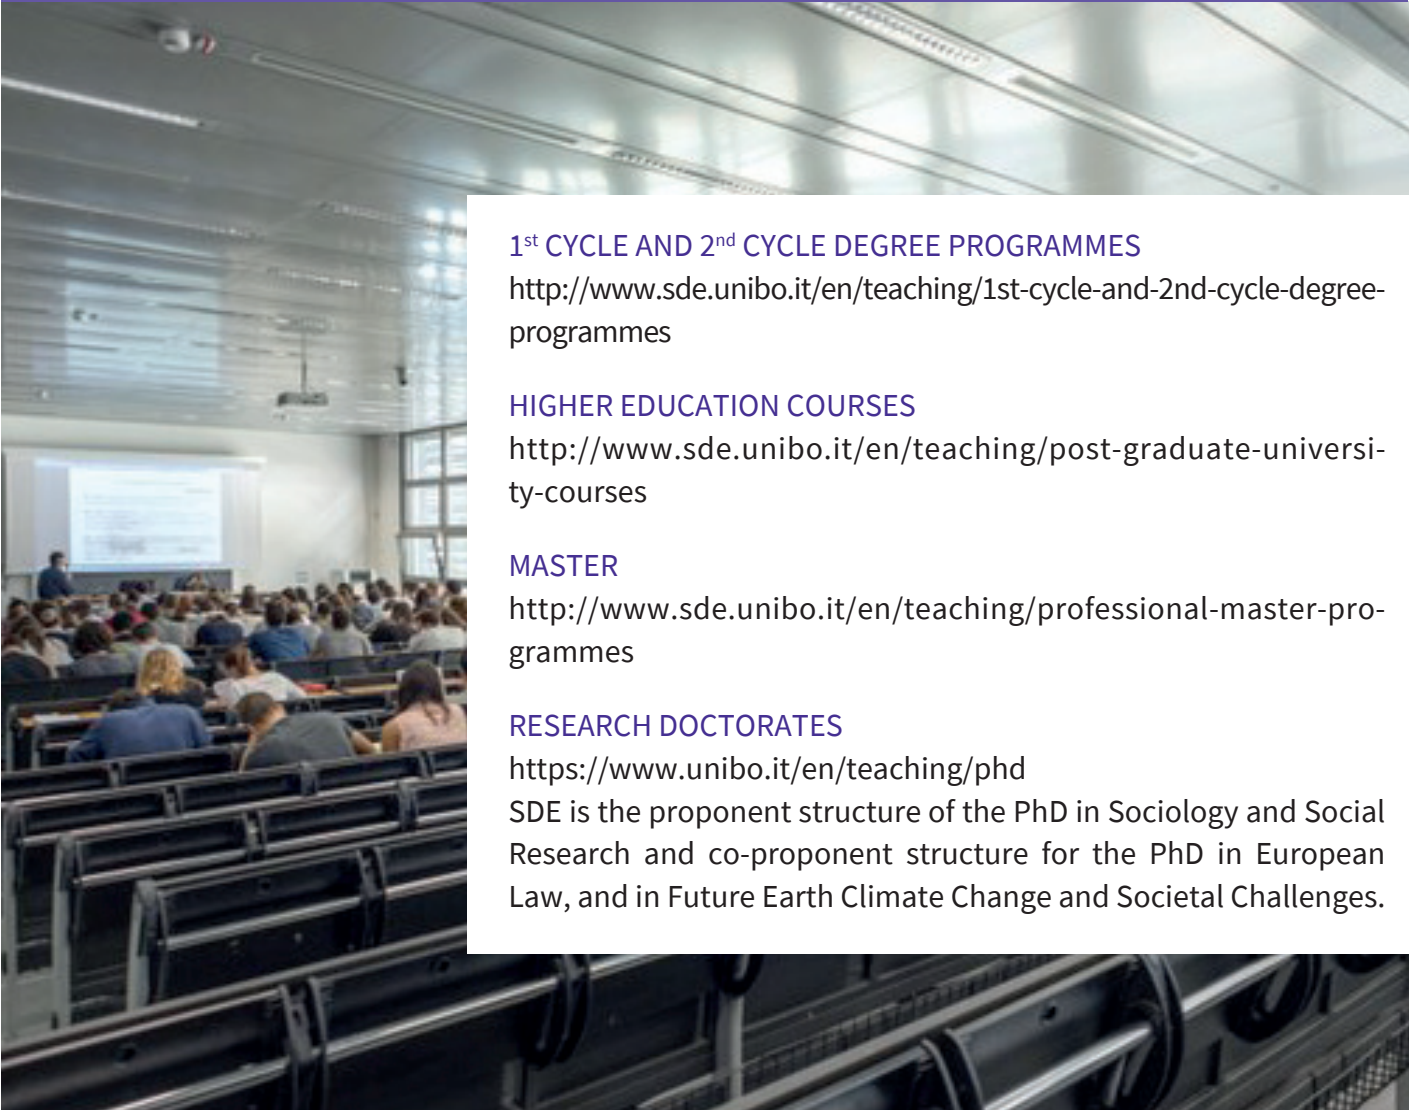 1st CYCLE AND 2nd CYCLE DEGREE PROGRAMMES
http://www.sde.unibo.it/en/teaching/1st-cycle-and-2nd-cycle-degree-
programmes
HIGHER EDUCATION COURSES
http://www.sde.unibo.it/en/teaching/post-graduate-universi-
ty-courses
MASTER
http://www.sde.unibo.it/en/teaching/professional-master-pro-
grammes
RESEARCH DOCTORATES
https://www.unibo.it/en/teaching/phd
SDE is the proponent structure of the PhD in Sociology and Social
Research and co-proponent structure for the PhD in European
Law, and in Future Earth Climate Change and Societal Challenges.